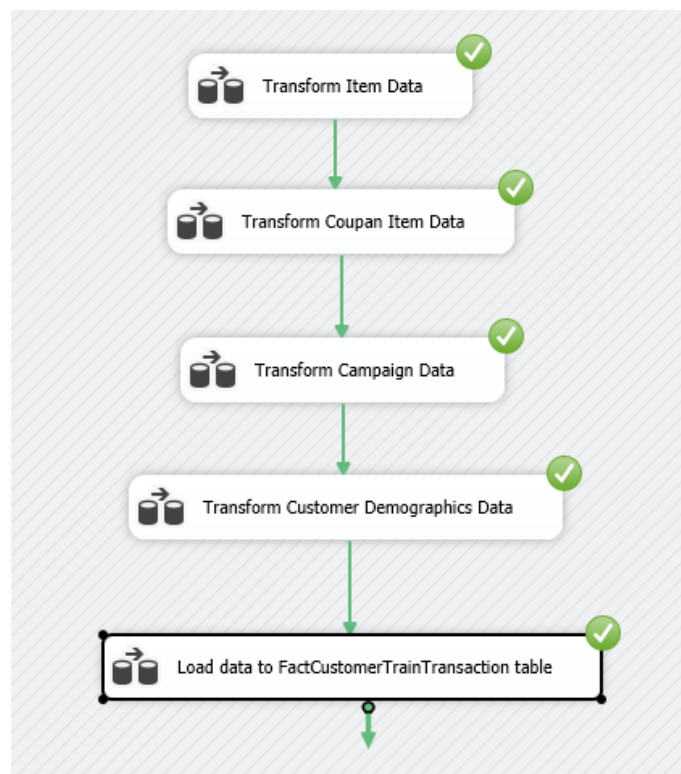 Transform Item Data
Transform Coupan Item Data
Transform Campaign Data
Transform Customer Demographics Data
Load data to FactCustomerTrainTransaction table